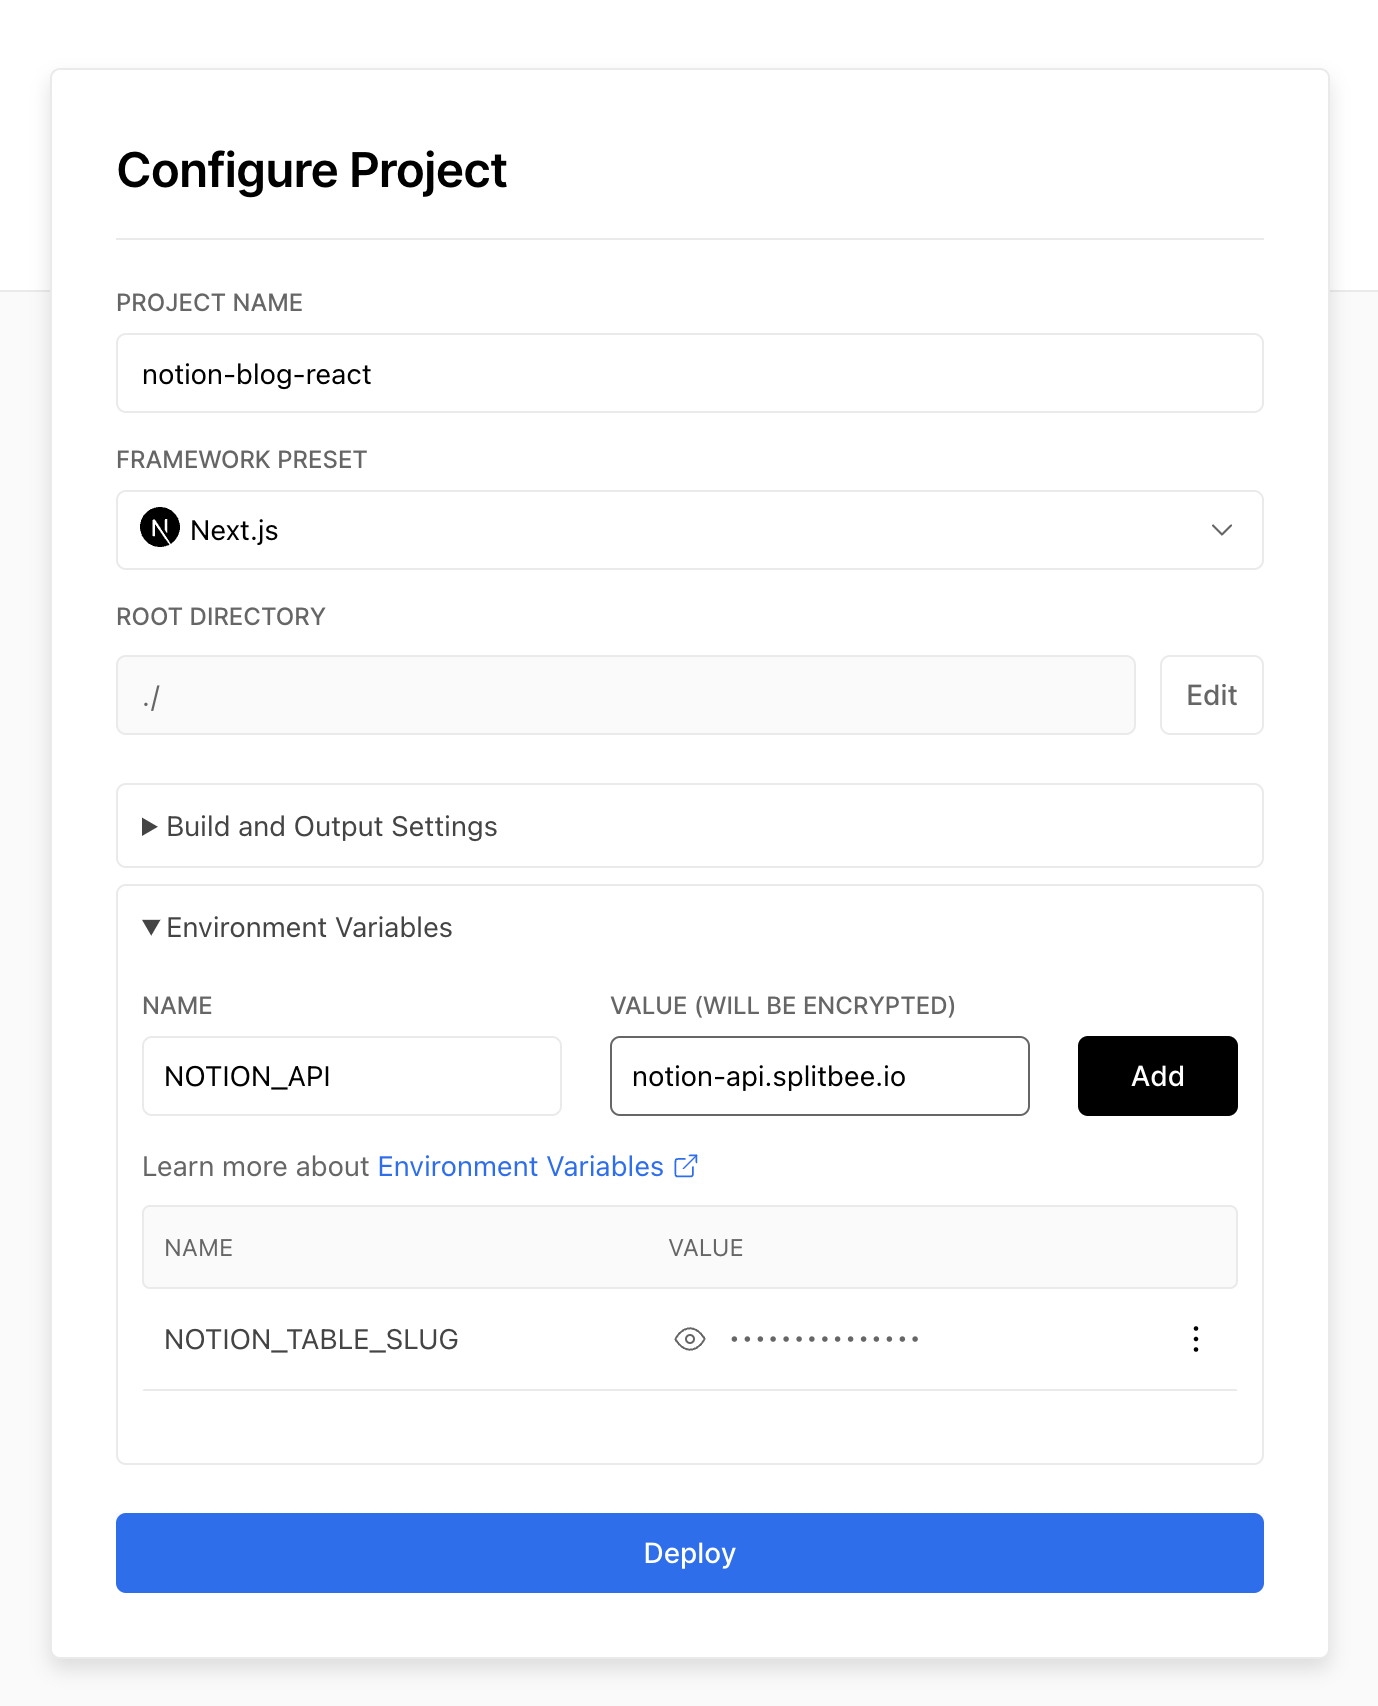 Configure Project
PROJECT NAME
notion-blog-react
FRAMEWORK PRESET
N Next.js
ROOT DIRECTORY
./
Edit
Build and Output Settings
Environment Variables
NAME
VALUE (WILL BE ENCRYPTED)
NOTION_API
notion-api.splitbee.io
Add
Learn more about Environment Variables
NAME
VALUE
NOTION_TABLE_SLUG
Deploy